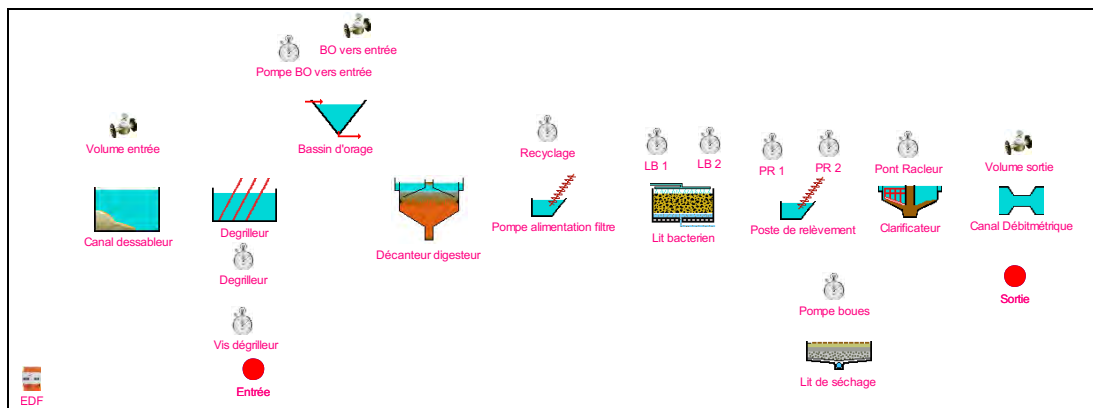 BO vers entrée
Pompe BO vers entrée
Volume entrée
Bassin d'orage
Recyclage
LB 1
LB 2
PR 1
PR 2
Pont Racleur
Volume sortie
Canal dessableur
Degrilleur
Décanteur digesteur
Pompe alimentation filtre
Lit bacterien
Poste de relèvement
Clarificateur
Canal Débitmétrique
Degrilleur
Sortie
Pompe boues
Vis dégrilleur
Entrée
Lit de séchage
EDF